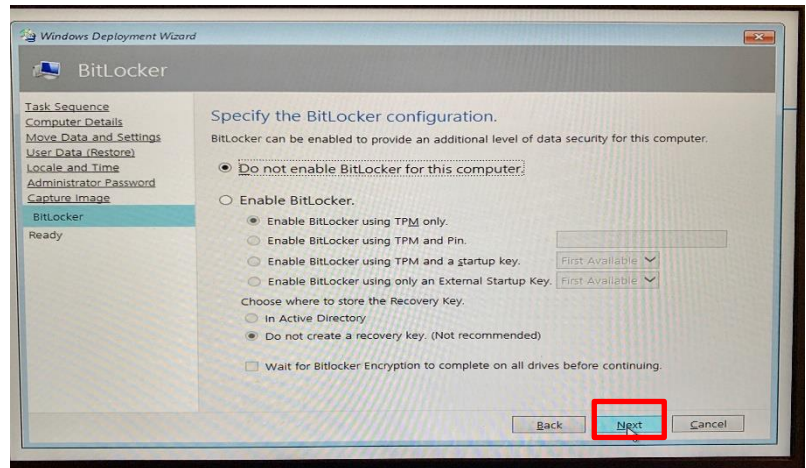 Windows Deployment Wizard
BitLocker
Task Sequence
Computer Details
Move Data and Settings
User Data (Restore)
Locale and Time
Administrator Password
Capture Image
BitLocker
Ready
Specify the BitLocker configuration.
BitLocker can be enabled to provide an additional level of data security for this computer.
Do not enable BitLocker for this computer.
Enable BitLocker.
Enable BitLocker using TPM only.
Enable BitLocker using TPM and Pin.
Enable BitLocker using TPM and a startup key.
First Available
Enable BitLocker using only an External Startup Key.
First Available
Choose where to store the Recovery Key.
In Active Directory
Do not create a recovery key. (Not recommended)
Wait for Bitlocker Encryption to complete on all drives before continuing.
Back
Next
Cancel